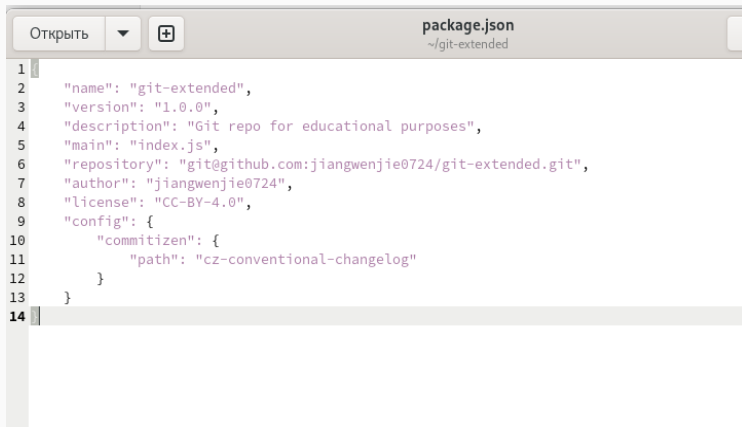 Открыть
package.json
~/git-extended
1 {
2 "name": "git-extended",
3 "version": "1.0.0",
4 "description": "Git repo for educational purposes",
5 "main": "index.js",
6 "repository": "git@github.com:jiangwenjie0724/git-extended.git",
7 "author": "jiangwenjie0724",
8 "license": "CC-BY-4.0",
9 "config": {
10 "commitizen": {
11 "path": "cz-conventional-changelog"
12 }
13 }
14 }